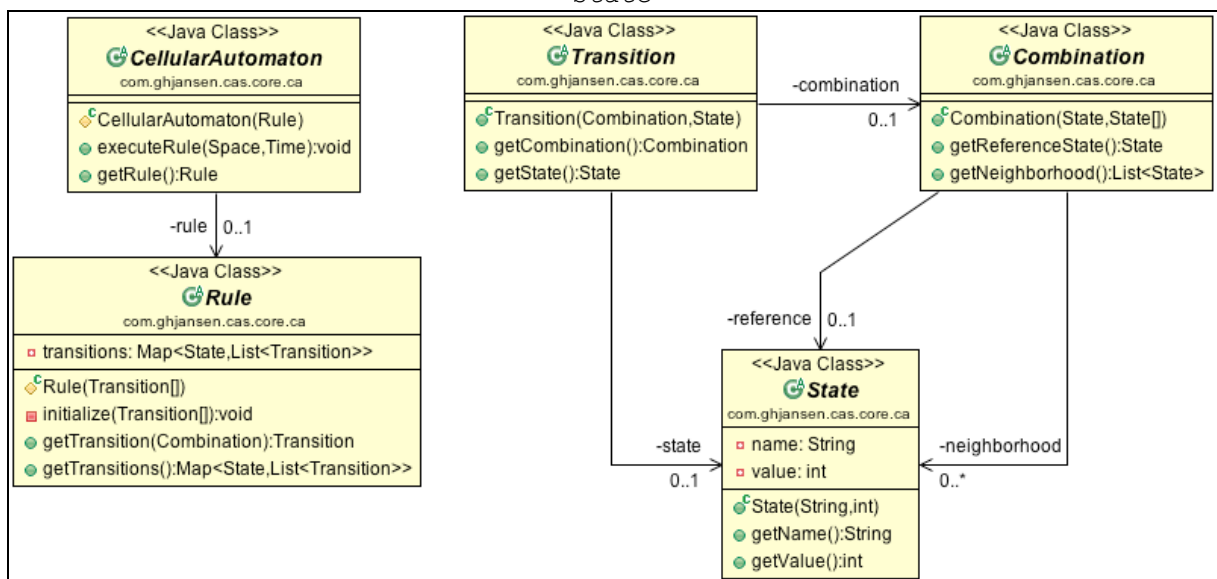 <<Java Class>>
CellularAutomaton
com.ghjansen.cas.core.ca
CellularAutomaton(Rule)
executeRule(Space,Time):void
getRule():Rule
-rule 0..1
<<Java Class>>
Rule
com.ghjansen.cas.core.ca
transitions: Map<State,List<Transition>>
Rule(Transition[])
initialize(Transition[]):void
getTransition(Combination):Transition
getTransitions():Map<State,List<Transition>>
<<Java Class>>
Transition
com.ghjansen.cas.core.ca
Transition(Combination,State)
getCombination():Combination
getState():State
-combination
0..1
<<Java Class>>
Combination
com.ghjansen.cas.core.ca
Combination(State,State[])
getReferenceState():State
getNeighborhood():List<State>
-reference 0..1
-state
0..1
-neighborhood
0..*
<<Java Class>>
State
com.ghjansen.cas.core.ca
name: String
value: int
State(String,int)
getName():String
getValue():int